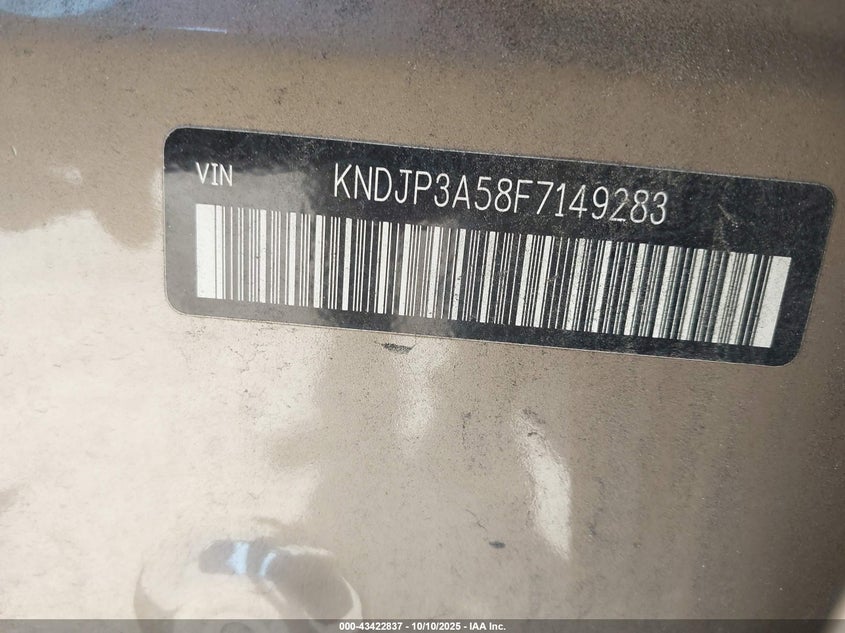 VIN KNDJP3A58F7149283
000-43422837 - 10/10/2025 - IAA Inc.